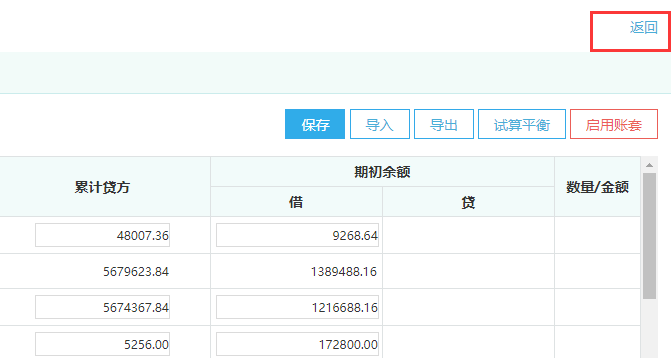 返回
保存 导入 导出 试算平衡 启用账套
累计贷方 期初余额 数量/金额
借 贷
48007.36 9268.64
5679623.84 1389488.16
5674367.84 1216688.16
5256.00 172800.00